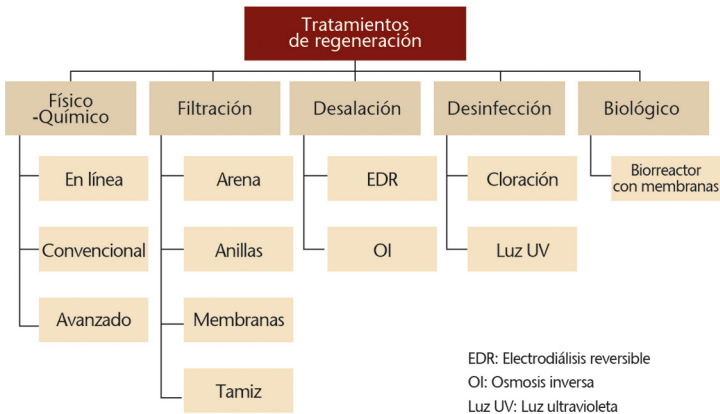 Tratamientos
de regeneración
Físico
-Químico
Filtración
Desalación
Desinfección
Biológico
En línea
Arena
EDR
Cloración
Biorreactor
con membranas
Convencional
Anillas
OI
Luz UV
Avanzado
Membranas
Tamiz
EDR: Electrodiálisis reversible
OI: Osmosis inversa
Luz UV: Luz ultravioleta